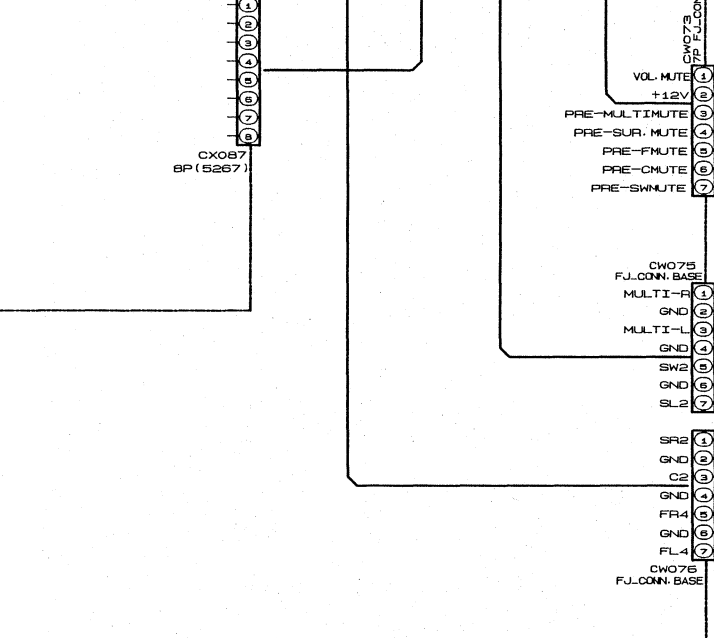 1
2
3
4
5
6
7
8
CX087
8P(5267)
CW073
7P FJ_CON
VOL. MUTE 1
+12V 2
PRE-MULTIMUTE 3
PRE-SUR. MUTE 4
PRE-FMUTE 5
PRE-CMUTE 6
PRE-SWNUTE 7
CW075
FJ_CONN. BASE
MULTI-R 1
GND 2
MULTI-L 3
GND 4
SW2 5
GND 6
SL2 7
SR2 1
GND 2
C2 3
GND 4
FR4 5
GND 6
FL4 7
CW076
FJ_CONN. BASE